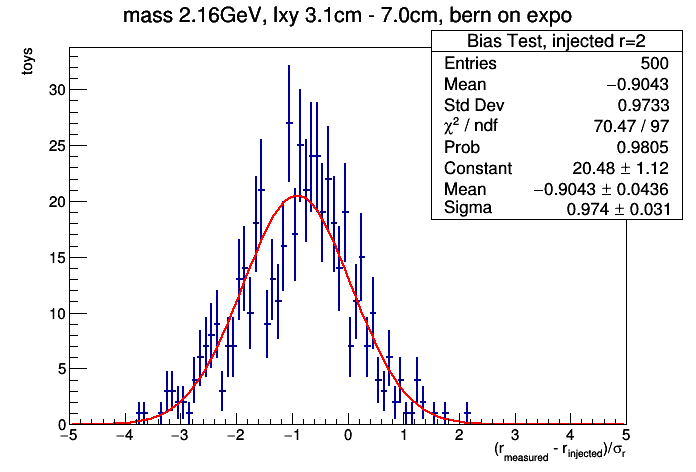 mass 2.16GeV, lxy 3.1cm - 7.0cm, bern on expo
toys
Bias Test, injected r=2
Entries 500
Mean −0.9043
Std Dev 0.9733
χ² / ndf 70.47 / 97
Prob 0.9805
Constant 20.48 ± 1.12
Mean −0.9043 ± 0.0436
Sigma 0.974 ± 0.031
30
25
20
15
10
5
0
−5 −4 −3 −2 −1 0 1 2 3 4 5
(r_measured - r_injected)/σ_r